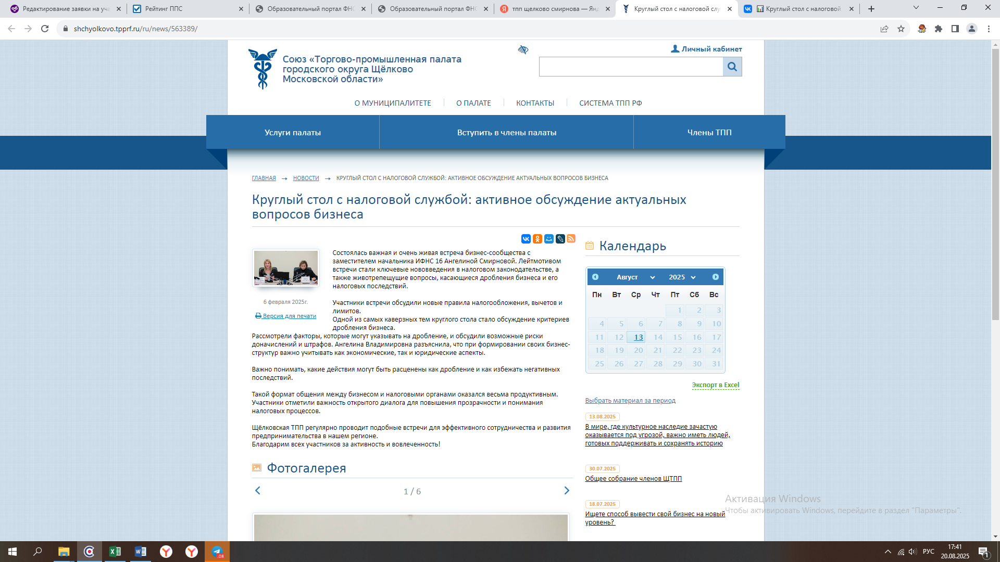 Редактирование заявки на уча
Рейтинг ППС
Образовательный портал ФНС
Образовательный портал ФНС
тпп щелково смирнова — Янд
Круглый стол с налоговой слу
Круглый стол с налоговой
shchyolkovo.tpprf.ru/ru/news/563389/
Союз «Торгово-промышленная палата
городского округа Щёлково
Московской области»
Личный кабинет
О МУНИЦИПАЛИТЕТЕ
О ПАЛАТЕ
КОНТАКТЫ
СИСТЕМА ТПП РФ
Услуги палаты
Вступить в члены палаты
Члены ТПП
ГЛАВНАЯ → НОВОСТИ → КРУГЛЫЙ СТОЛ С НАЛОГОВОЙ СЛУЖБОЙ: АКТИВНОЕ ОБСУЖДЕНИЕ АКТУАЛЬНЫХ ВОПРОСОВ БИЗНЕСА
Круглый стол с налоговой службой: активное обсуждение актуальных
вопросов бизнеса
6 февраля 2025г.
Версия для печати
Состоялась важная и очень живая встреча бизнес-сообщества с
заместителем начальника ИФНС 16 Ангелиной Смирновой. Лейтмотивом
встречи стали ключевые нововведения в налоговом законодательстве, а
также животрепещущие вопросы, касающиеся дробления бизнеса и его
налоговых последствий.
Участники встречи обсудили новые правила налогообложения, вычетов и
лимитов.
Одной из самых каверзных тем круглого стола стало обсуждение критериев
дробления бизнеса.
Рассмотрели факторы, которые могут указывать на дробление, и обсудили возможные риски
доначислений и штрафов. Ангелина Владимировна разъяснила, что при формировании своих бизнес-
структур важно учитывать как экономические, так и юридические аспекты.
Важно понимать, какие действия могут быть расценены как дробление и как избежать негативных
последствий.
Такой формат общения между бизнесом и налоговыми органами оказался весьма продуктивным.
Участники отметили важность открытого диалога для повышения прозрачности и понимания
налоговых процессов.
Щёлковская ТПП регулярно проводит подобные встречи для эффективного сотрудничества и развития
предпринимательства в нашем регионе.
Благодарим всех участников за активность и вовлеченность!
Фотогалерея
1 / 6
Календарь
Август 2025
Пн Вт Ср Чт Пт Сб Вс
1 2 3
4 5 6 7 8 9 10
11 12 13 14 15 16 17
18 19 20 21 22 23 24
25 26 27 28 29 30 31
Экспорт в Excel
Выбрать материал за период
13.08.2025
В мире, где культурное наследие зачастую
оказывается под угрозой, важно иметь людей,
готовых поддерживать и сохранять историю
30.07.2025
Общее собрание членов ЩТПП
18.07.2025
Ищете способ вывести свой бизнес на новый
уровень?
Активация Windows
Чтобы активировать Windows, перейдите в раздел "Параметры".
.08
РУС
17:41
20.08.2025
1